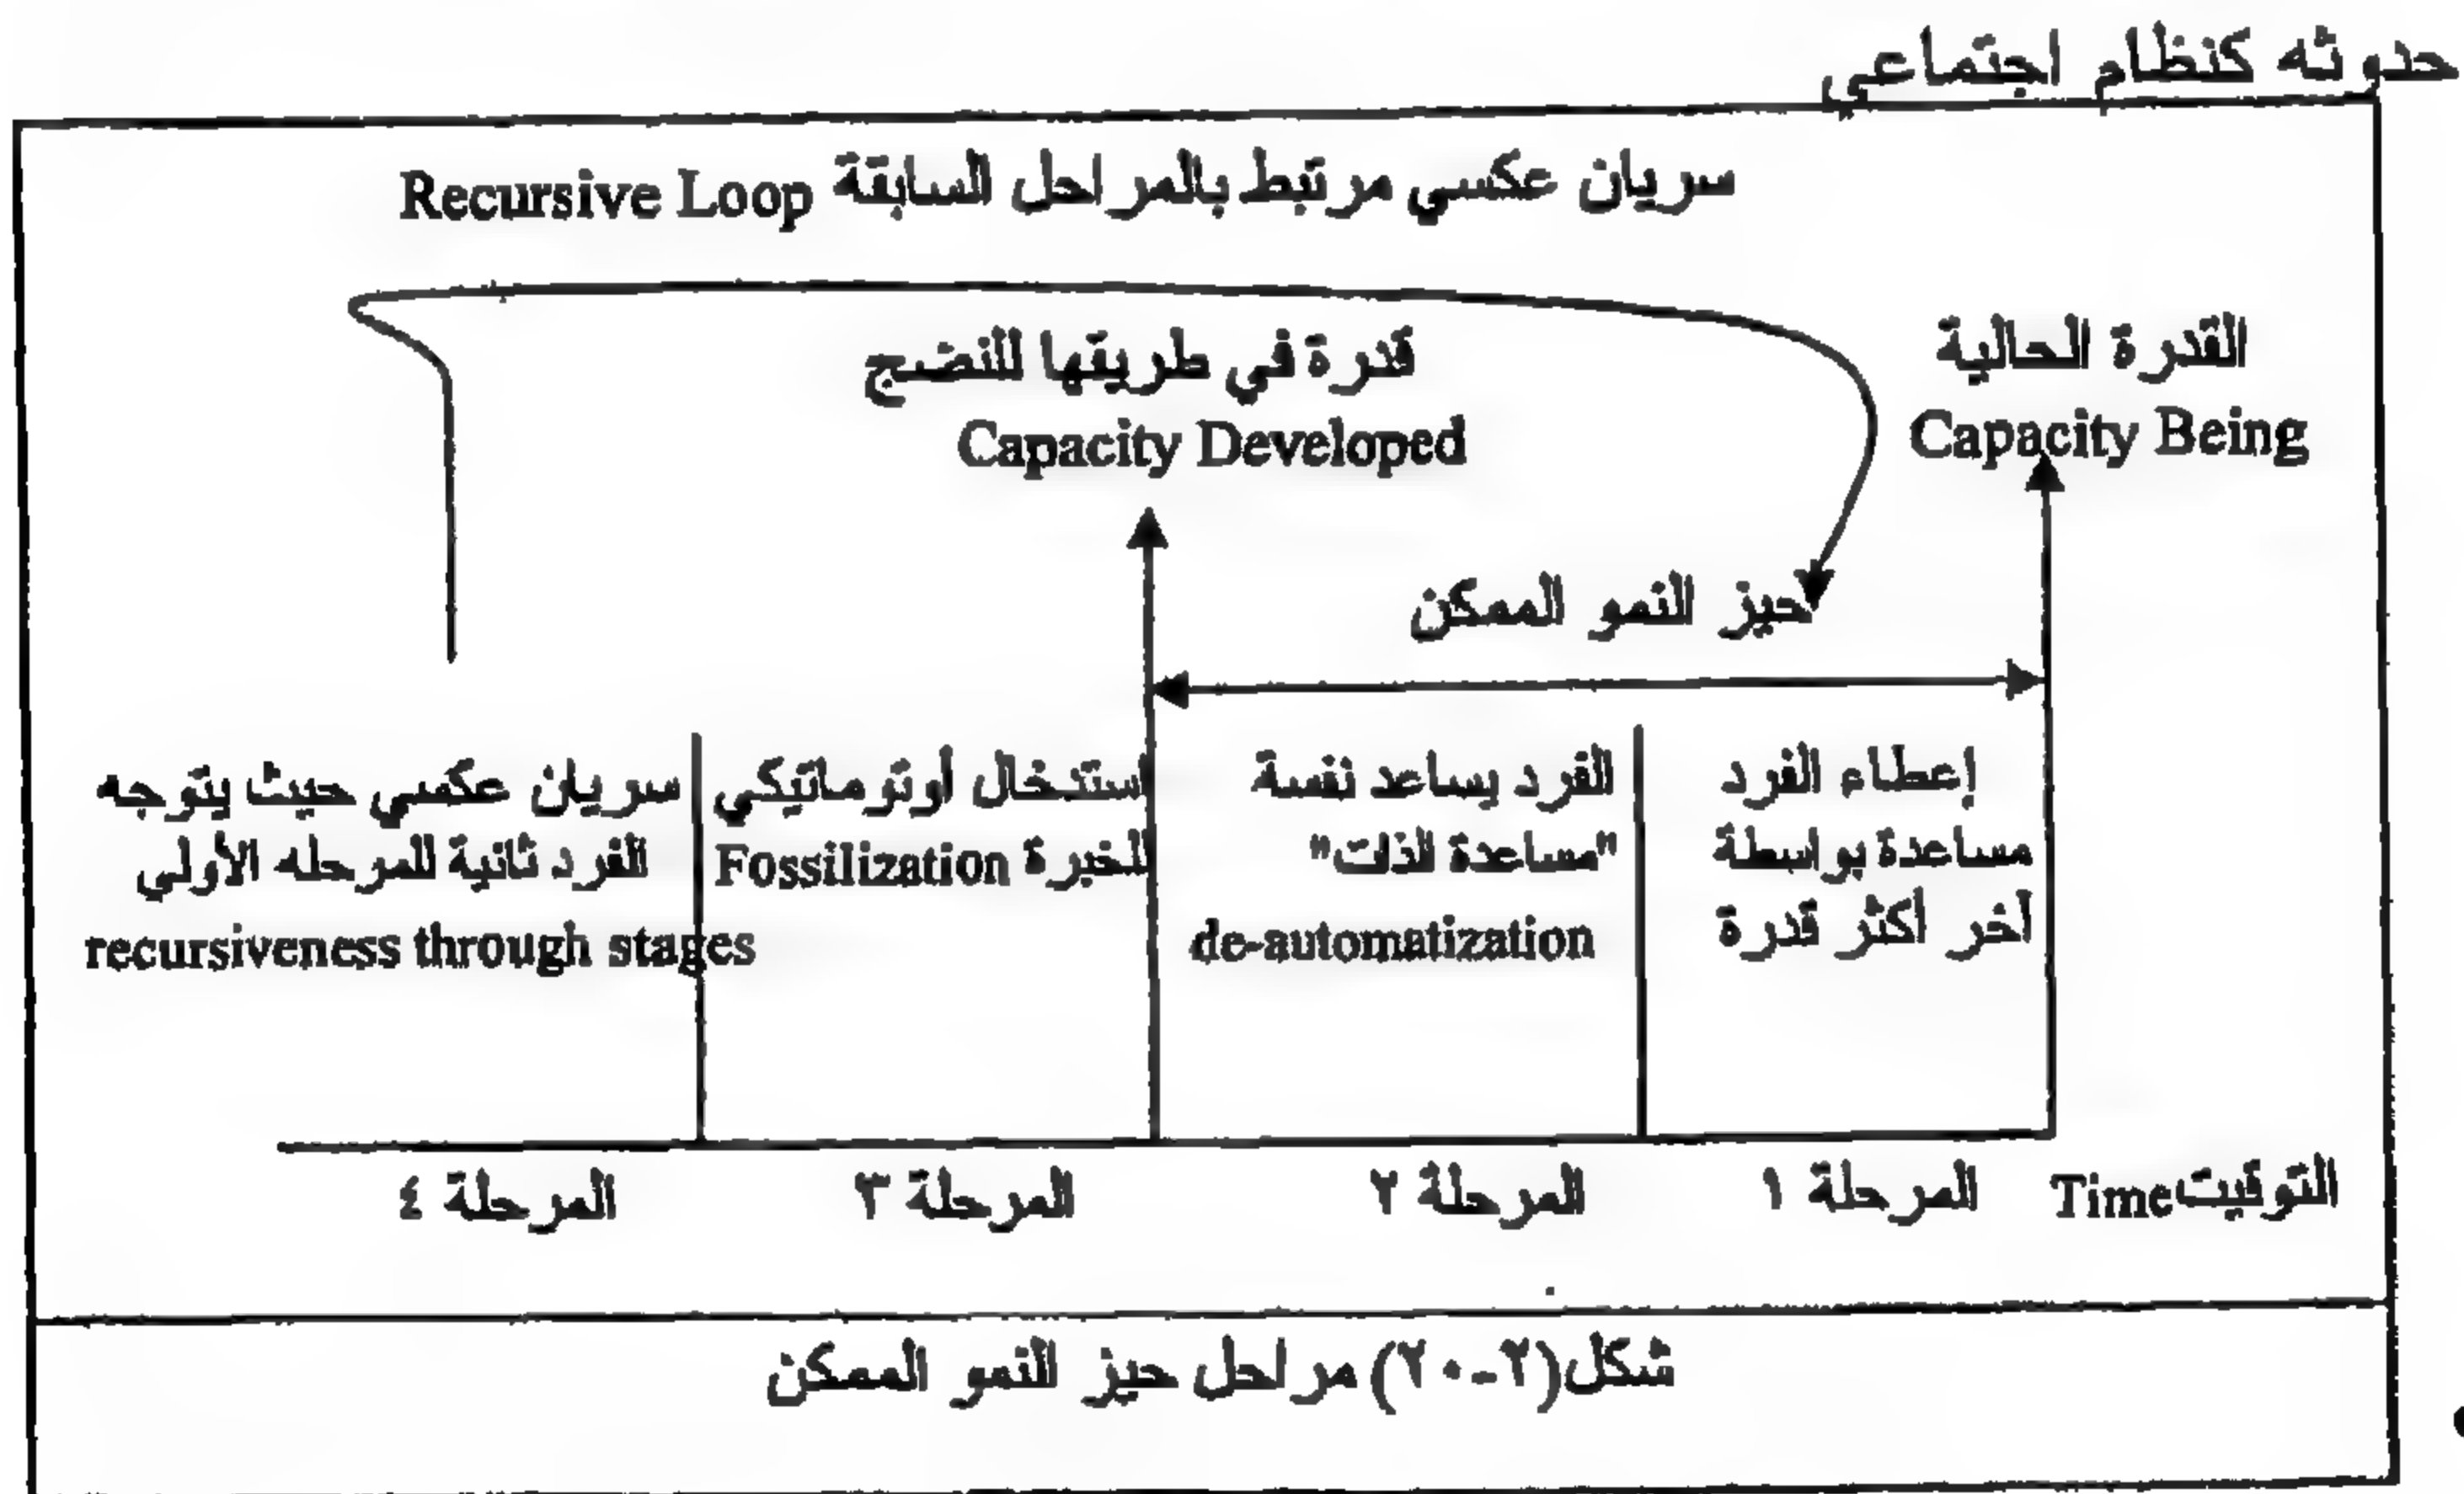 حدوثه كنظام اجتماعي
سريان عكسي مرتبط بالمراحل السابقة Recursive Loop
القدرة الحالية
Capacity Being
قدرة في طريقها للنضج
Capacity Developed
حيز النمو الممكن
إعطاء الفرد
مساعدة بواسطة
آخر أكثر قدرة
الفرد يساعد نفسة
"مساعدة الذات"
de-automatization
استدخال أوتوماتيكي
للخبرة Fossilization
سريان عكسي حيث يتوجه
الفرد ثانية للمرحله الأولي
recursiveness through stages
التوقيت Time
المرحلة ١
المرحلة ٢
المرحلة ٣
المرحلة ٤
شكل(٢-٢٠) مراحل حيز النمو الممكن